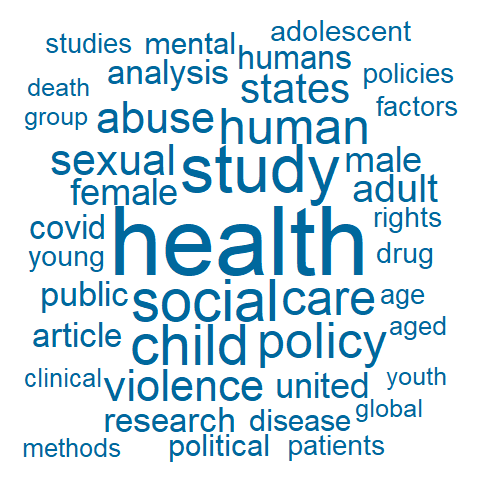 adolescent
studies mental humans
analysis states policies
death
group abuse human factors
sexual study male
female adult
covid health rights
young drug
public social care age
article child policy aged
clinical violence united youth
research disease global
methods political patients